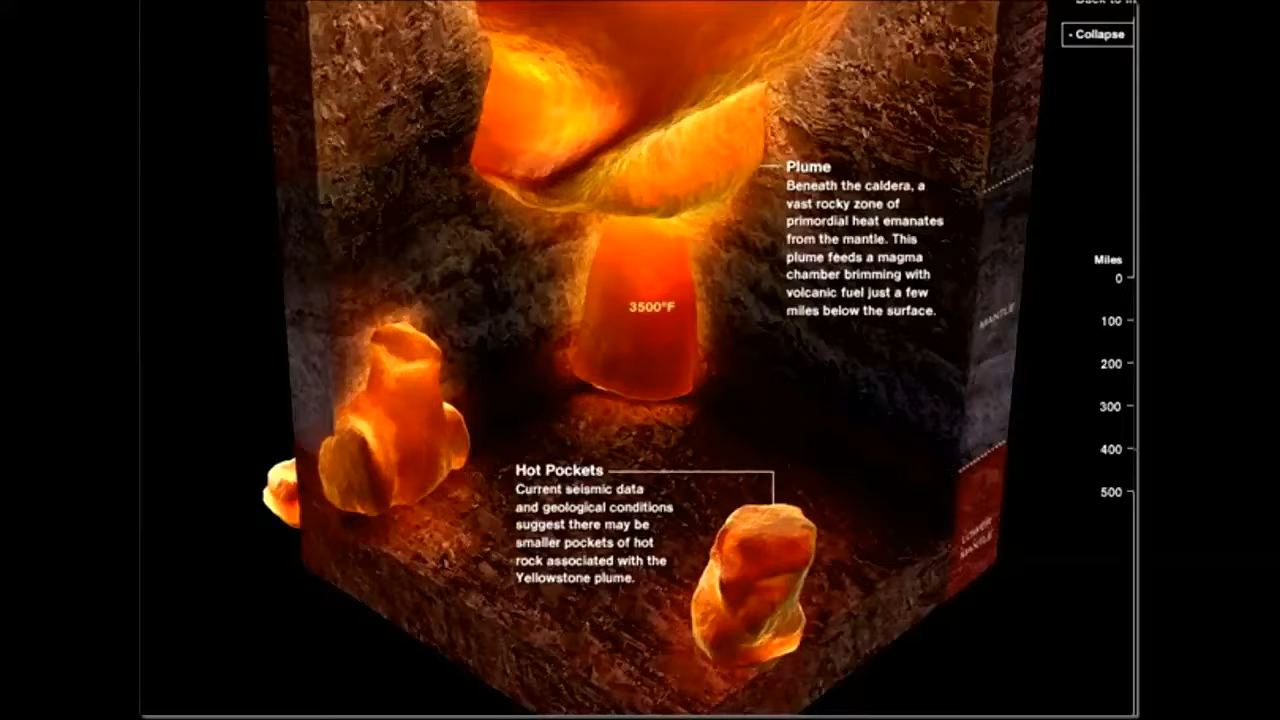 - Collapse
Plume
Beneath the caldera, a
vast rocky zone of
primordial heat emanates
from the mantle. This
plume feeds a magma
chamber brimming with
volcanic fuel just a few
miles below the surface.
3500°F
Miles
0
100
200
300
400
500
MANTLE
Hot Pockets
Current seismic data
and geological conditions
suggest there may be
smaller pockets of hot
rock associated with the
Yellowstone plume.
LOWER
MANTLE